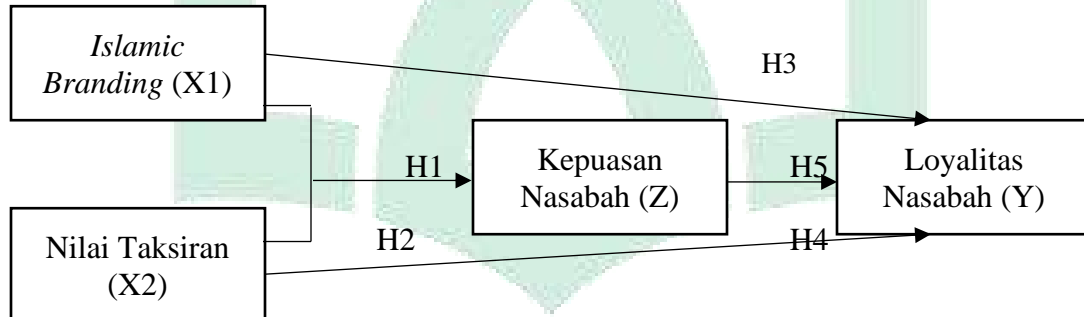 Islamic
Branding (X1)
H3
H1
Kepuasan
Nasabah (Z)
H5
Loyalitas
Nasabah (Y)
Nilai Taksiran
(X2)
H2
H4